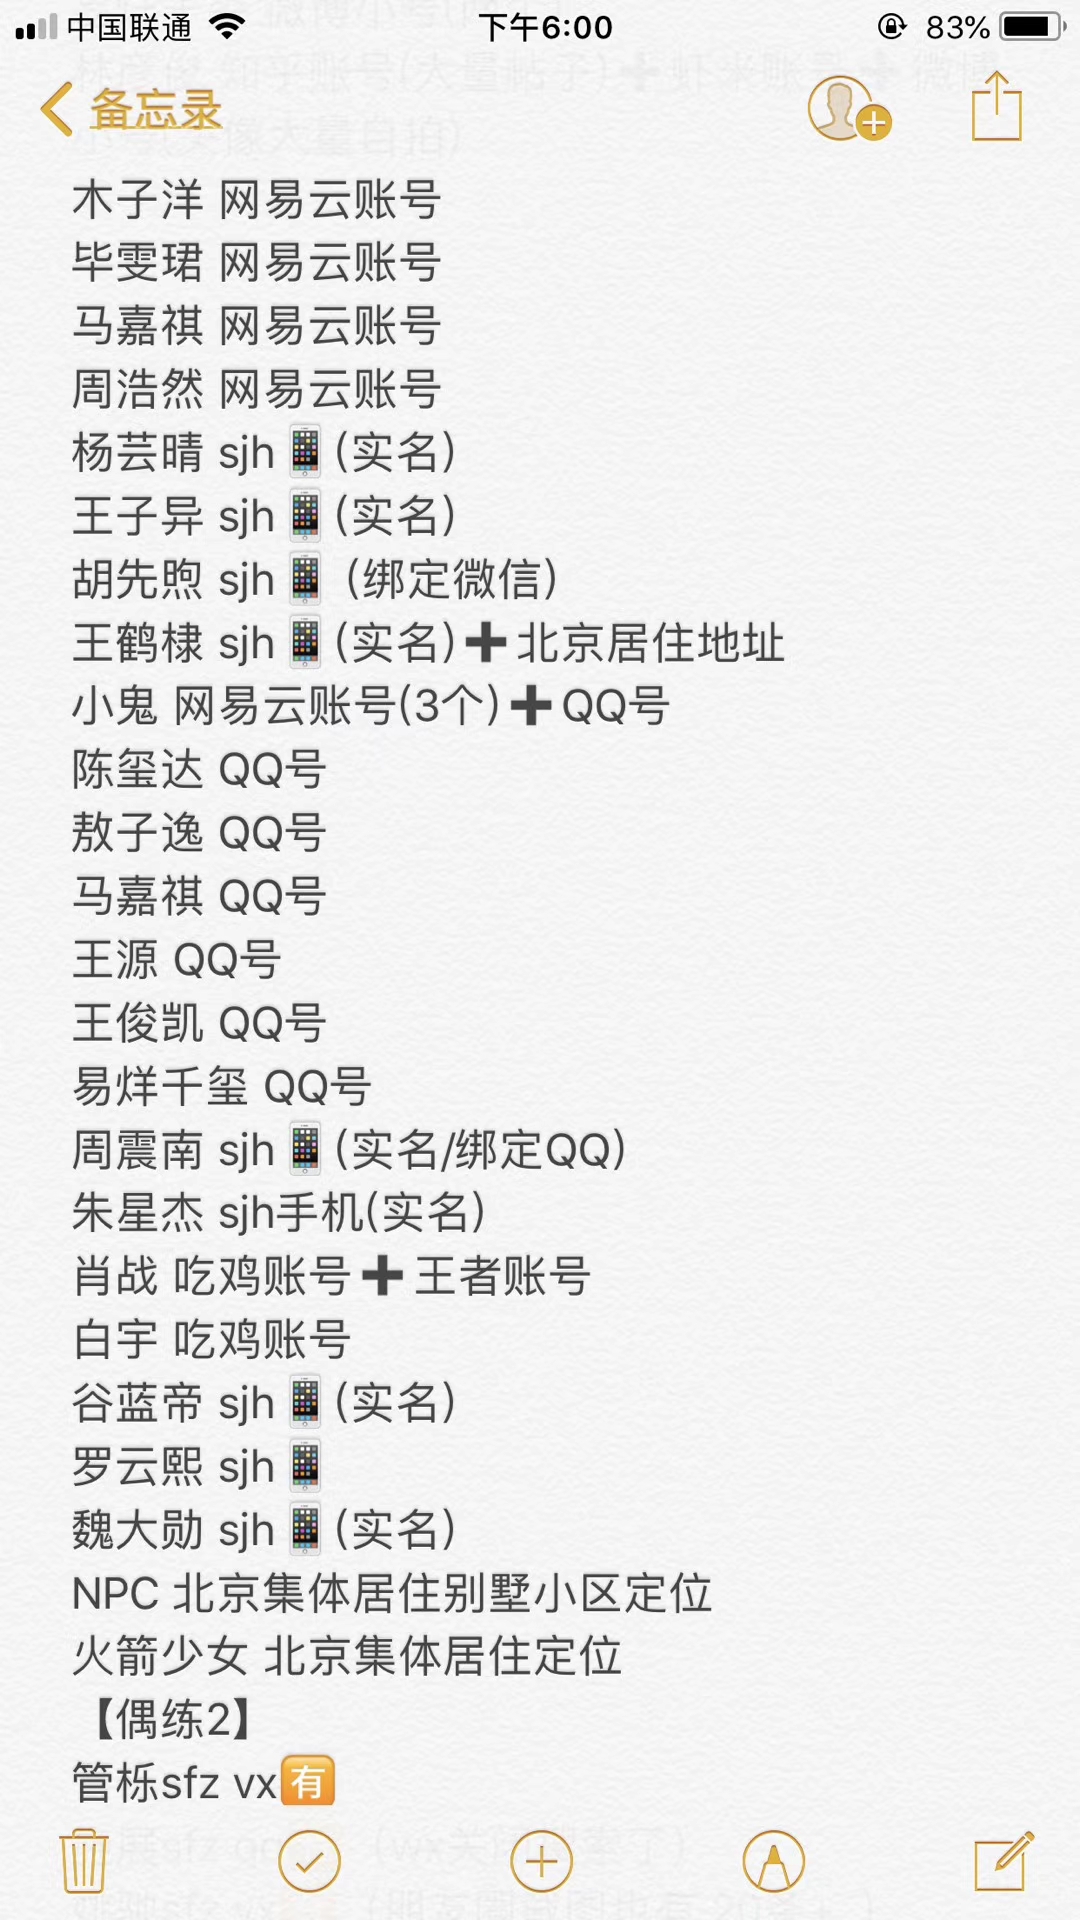 中国联通 下午6:00 83%
备忘录
木子洋 网易云账号
毕雯珺 网易云账号
马嘉祺 网易云账号
周浩然 网易云账号
杨芸晴 sjh📱(实名)
王子异 sjh📱(实名)
胡先煦 sjh📱 (绑定微信)
王鹤棣 sjh📱(实名)➕北京居住地址
小鬼 网易云账号(3个)➕QQ号
陈玺达 QQ号
敖子逸 QQ号
马嘉祺 QQ号
王源 QQ号
王俊凯 QQ号
易烊千玺 QQ号
周震南 sjh📱(实名/绑定QQ)
朱星杰 sjh手机(实名)
肖战 吃鸡账号➕王者账号
白宇 吃鸡账号
谷蓝帝 sjh📱(实名)
罗云熙 sjh📱
魏大勋 sjh📱(实名)
NPC 北京集体居住别墅小区定位
火箭少女 北京集体居住定位
【偶练2】
管栎sfz vx🈶